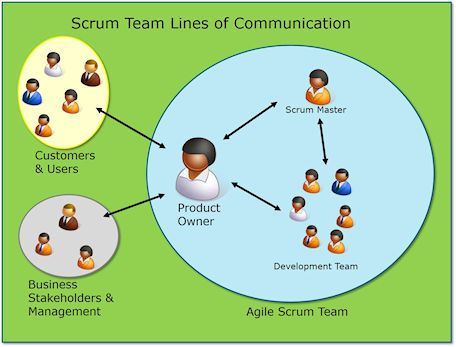 Scrum Team Lines of Communication
Customers
& Users
Scrum Master
Product
Owner
Development Team
Business
Stakeholders &
Management
Agile Scrum Team